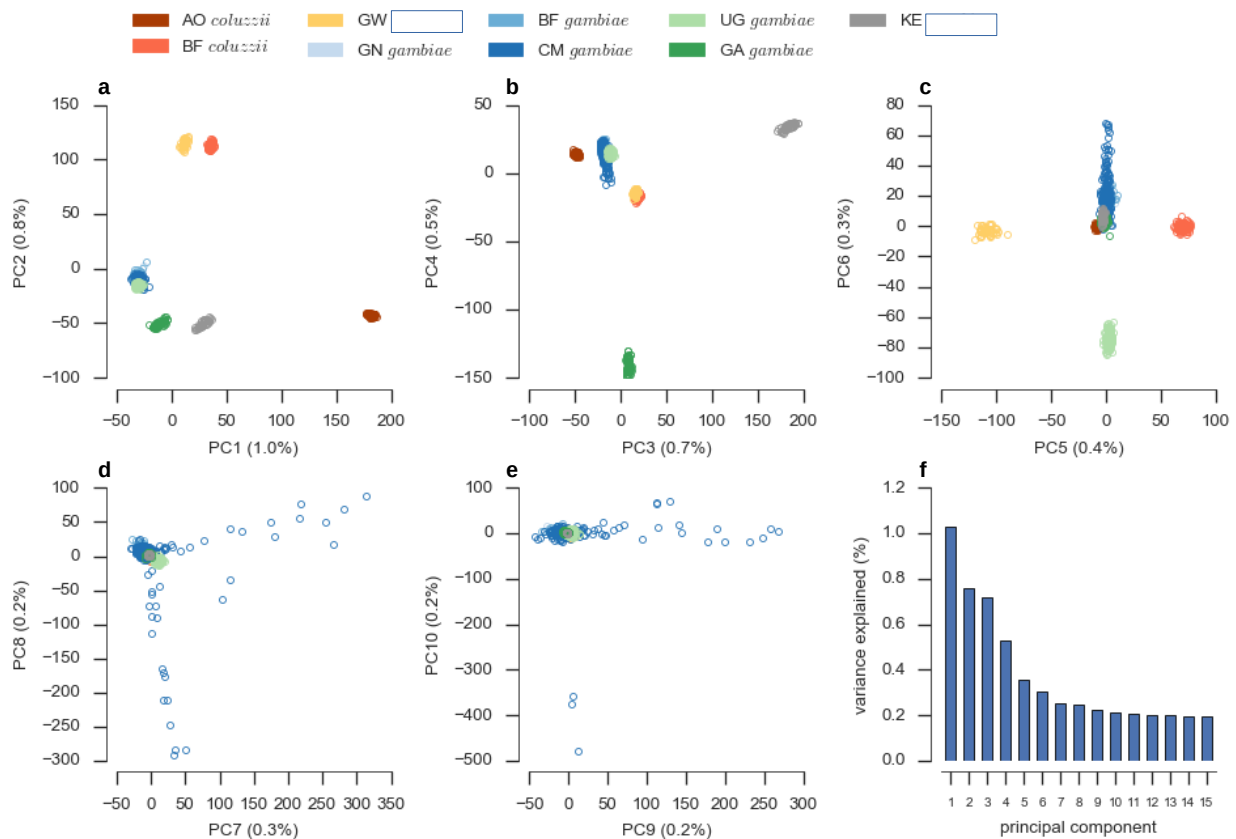 AO coluzzii GW BF gambiae UG gambiae KE
BF coluzzii GN gambiae CM gambiae GA gambiae
a
150
100
50
0
−50
−100
PC2 (0.8%)
−50 0 50 100 150 200
PC1 (1.0%)
b
50
0
−50
−100
−150
PC4 (0.5%)
−100 −50 0 50 100 150 200
PC3 (0.7%)
c
80
60
40
20
0
−20
−40
−60
−80
−100
PC6 (0.3%)
−150 −100 −50 0 50 100
PC5 (0.4%)
d
100
50
0
−50
−100
−150
−200
−250
−300
PC8 (0.2%)
−50 0 50 100 150 200 250 300 350
PC7 (0.3%)
e
100
0
−100
−200
−300
−400
−500
PC10 (0.2%)
−50 0 50 100 150 200 250 300
PC9 (0.2%)
f
1.2
1.0
0.8
0.6
0.4
0.2
0.0
variance explained (%)
1 2 3 4 5 6 7 8 9 10 11 12 13 14 15
principal component